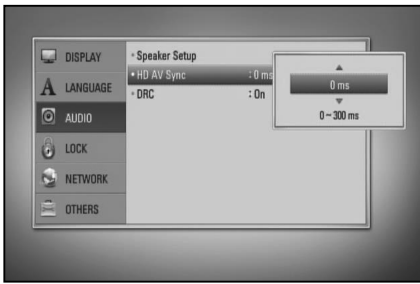 DISPLAY
LANGUAGE
AUDIO
LOCK
NETWORK
OTHERS
• Speaker Setup
• HD AV Sync : 0 ms
• DRC : On
0 ms
0 ~ 300 ms